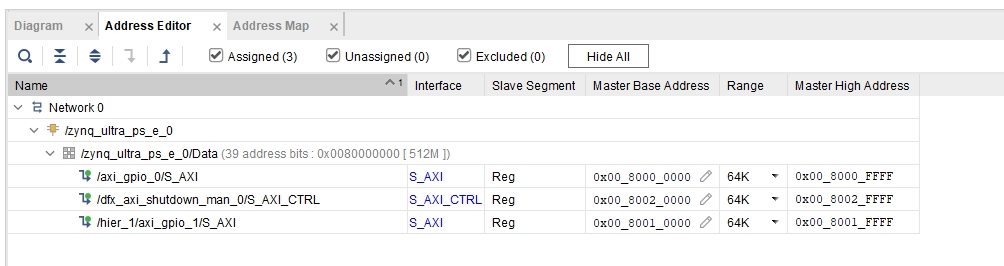 Diagram × Address Editor × Address Map ×
Assigned (3) Unassigned (0) Excluded (0) Hide All
Name 1 Interface Slave Segment Master Base Address Range Master High Address
Network 0
/zynq_ultra_ps_e_0
/zynq_ultra_ps_e_0/Data (39 address bits : 0x0080000000 [ 512M ])
/axi_gpio_0/S_AXI S_AXI Reg 0x00_8000_0000 64K 0x00_8000_FFFF
/dfx_axi_shutdown_man_0/S_AXI_CTRL S_AXI_CTRL Reg 0x00_8002_0000 64K 0x00_8002_FFFF
/hier_1/axi_gpio_1/S_AXI S_AXI Reg 0x00_8001_0000 64K 0x00_8001_FFFF